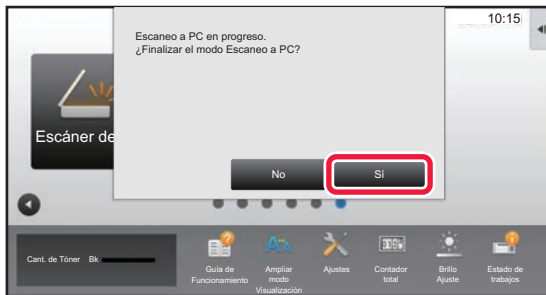 Escaneo a PC en progreso.
¿Finalizar el modo Escaneo a PC?
10:15
Escáner de
No
Sí
Cant. de Tóner Bk
Guía de
Funcionamiento
Ampliar
modo
Visualización
Ajustes
Contador
total
Brillo
Ajuste
Estado de
trabajos